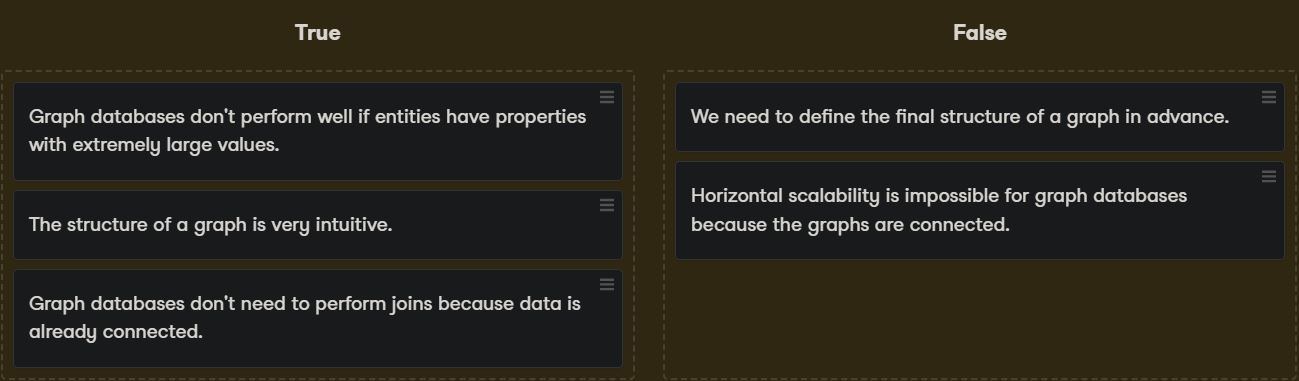 True
Graph databases don't perform well if entities have properties
with extremely large values.
The structure of a graph is very intuitive.
Graph databases don't need to perform joins because data is
already connected.
False
We need to define the final structure of a graph in advance.
Horizontal scalability is impossible for graph databases
because the graphs are connected.